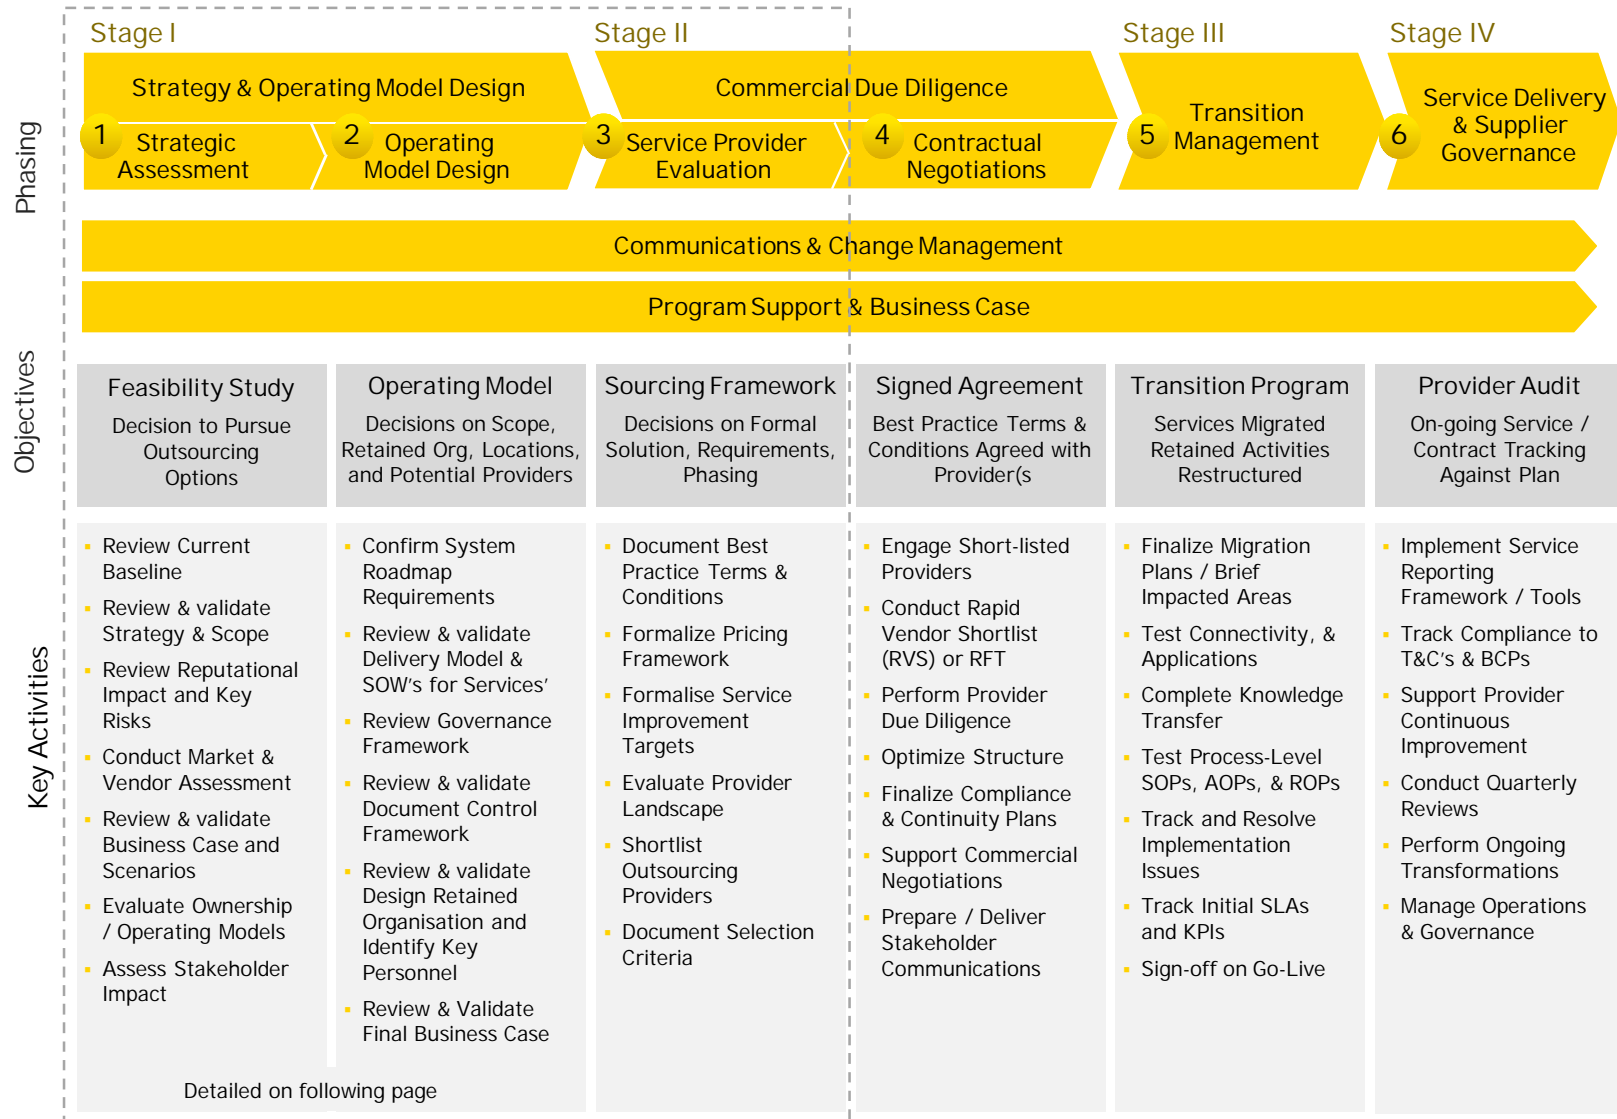 Stage I
Stage II
Stage III
Stage IV
Phasing
Strategy & Operating Model Design
Commercial Due Diligence
1
Strategic
Assessment
2
Operating
Model Design
3
Service Provider
Evaluation
4
Contractual
Negotiations
5
Transition
Management
6
Service Delivery
& Supplier
Governance
Communications & Change Management
Program Support & Business Case
Objectives
Feasibility Study
Decision to Pursue
Outsourcing
Options
Operating Model
Decisions on Scope,
Retained Org, Locations,
and Potential Providers
Sourcing Framework
Decisions on Formal
Solution, Requirements,
Phasing
Signed Agreement
Best Practice Terms &
Conditions Agreed with
Provider(s
Transition Program
Services Migrated
Retained Activities
Restructured
Provider Audit
On-going Service /
Contract Tracking
Against Plan
Key Activities
Review Current
Baseline
Review & validate
Strategy & Scope
Review Reputational
Impact and Key
Risks
Conduct Market &
Vendor Assessment
Review & validate
Business Case and
Scenarios
Evaluate Ownership
/ Operating Models
Assess Stakeholder
Impact
Confirm System
Roadmap
Requirements
Review & validate
Delivery Model &
SOW's for Services'
Review Governance
Framework
Review & validate
Document Control
Framework
Review & validate
Design Retained
Organisation and
Identify Key
Personnel
Review & Validate
Final Business Case
Document Best
Practice Terms &
Conditions
Formalize Pricing
Framework
Formalise Service
Improvement
Targets
Evaluate Provider
Landscape
Shortlist
Outsourcing
Providers
Document Selection
Criteria
Engage Short-listed
Providers
Conduct Rapid
Vendor Shortlist
(RVS) or RFT
Perform Provider
Due Diligence
Optimize Structure
Finalize Compliance
& Continuity Plans
Support Commercial
Negotiations
Prepare / Deliver
Stakeholder
Communications
Finalize Migration
Plans / Brief
Impacted Areas
Test Connectivity, &
Applications
Complete Knowledge
Transfer
Test Process-Level
SOPs, AOPs, & ROPs
Track and Resolve
Implementation
Issues
Track Initial SLAs
and KPIs
Sign-off on Go-Live
Implement Service
Reporting
Framework / Tools
Track Compliance to
T&C's & BCPs
Support Provider
Continuous
Improvement
Conduct Quarterly
Reviews
Perform Ongoing
Transformations
Manage Operations
& Governance
Detailed on following page